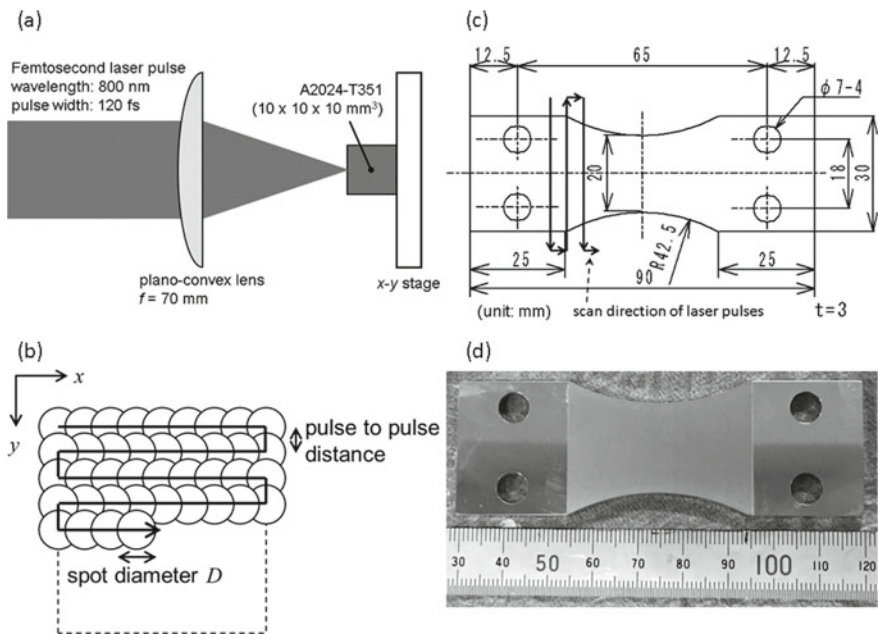 (a)
Femtosecond laser pulse
wavelength: 800 nm
pulse width: 120 fs
A2024-T351
(10 x 10 x 10 mm³)
plano-convex lens
f = 70 mm
x-y stage
(b)
x
y
pulse to pulse
distance
spot diameter D
(c)
12.5
65
12.5
φ7-4
20
18
30
R42.5
25
25
90
(unit: mm)
scan direction of laser pulses
t=3
(d)
30 40 50 60 70 80 90 100 110 120